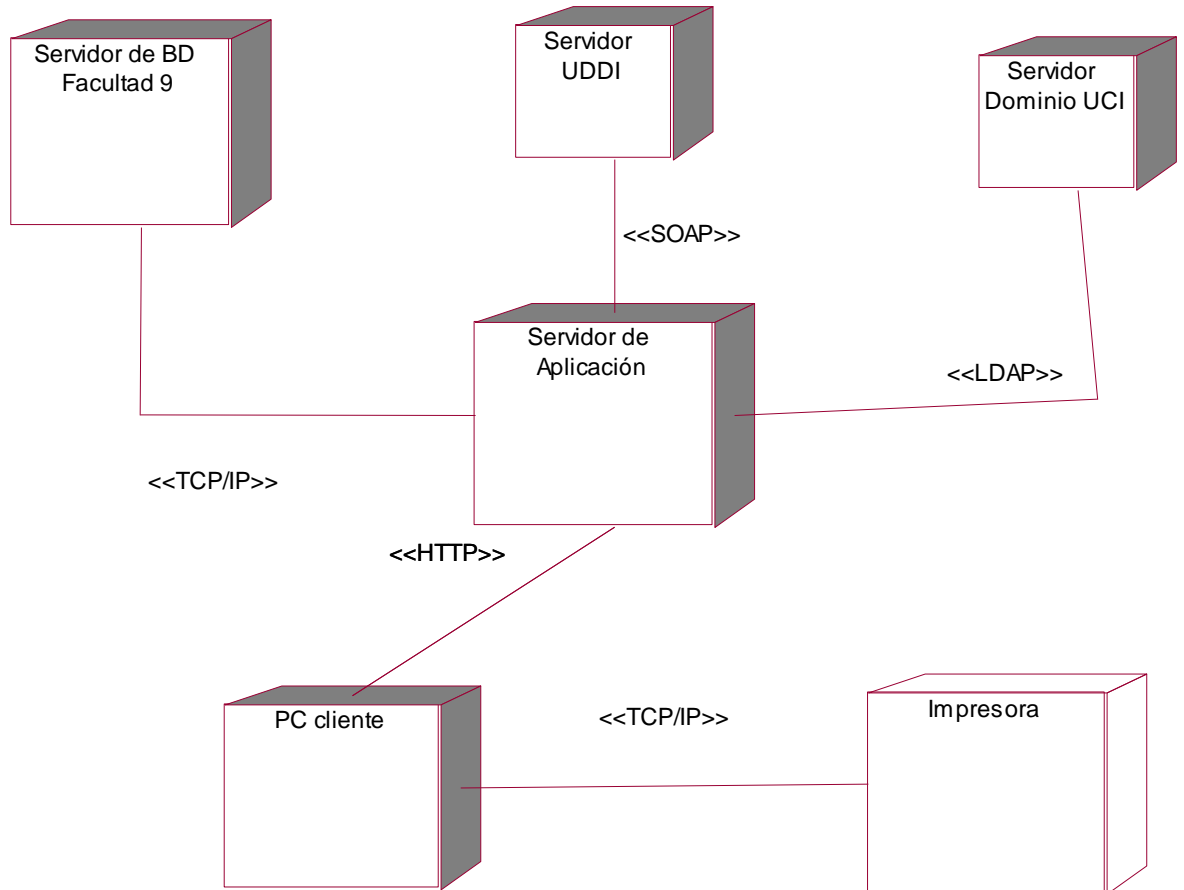 Servidor de BD
Facultad 9
Servidor
UDDI
Servidor
Dominio UCI
<<SOAP>>
Servidor de
Aplicación
<<LDAP>>
<<TCP/IP>>
<<HTTP>>
PC cliente
<<TCP/IP>>
Impresora